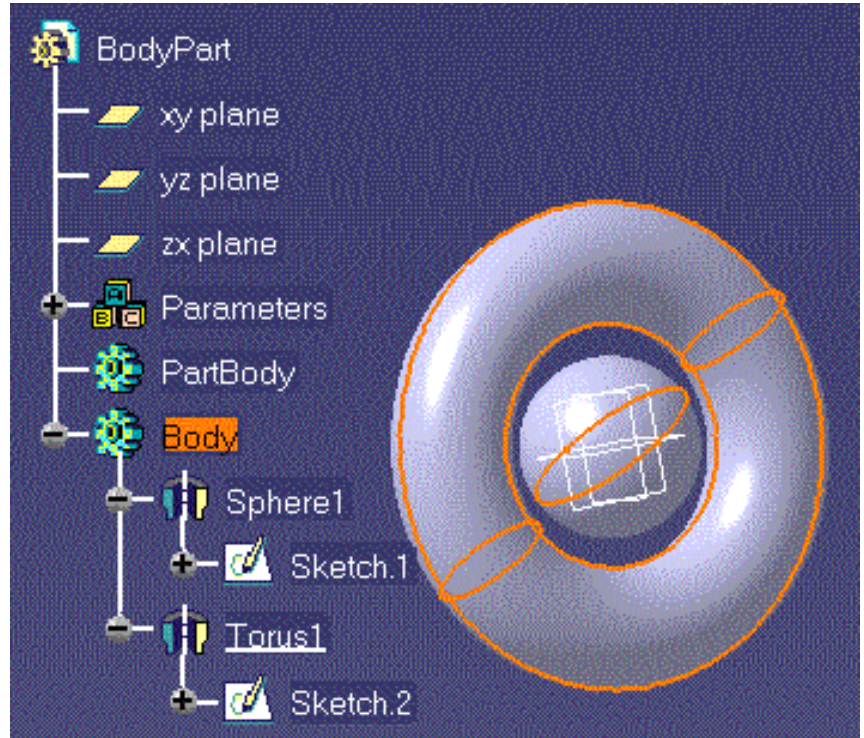 BodyPart
xy plane
yz plane
zx plane
Parameters
PartBody
Body
Sphere1
Sketch.1
Torus1
Sketch.2